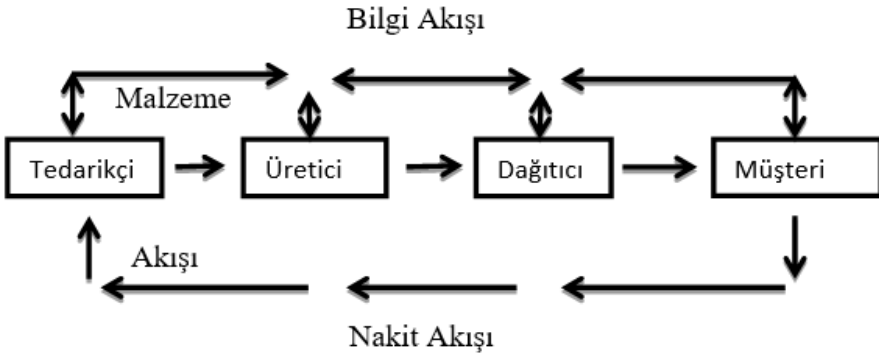 Bilgi Akışı
Malzeme
Tedarikçi
Üretici
Dağıtıcı
Müşteri
Akışı
Nakit Akışı